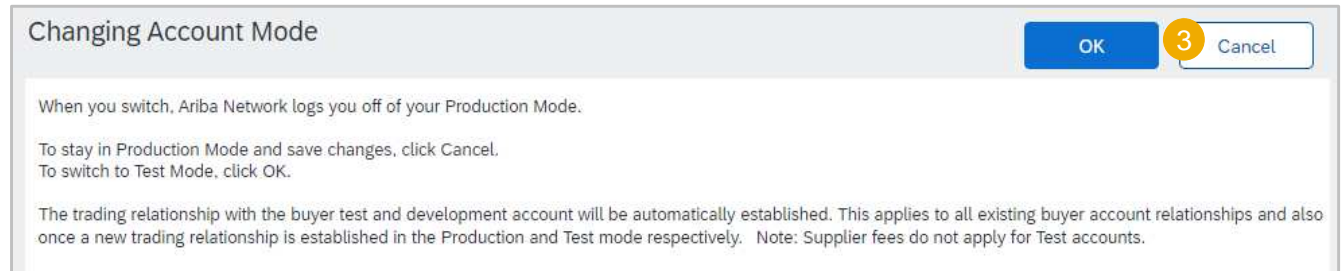 Changing Account Mode
OK
3
Cancel
When you switch, Ariba Network logs you off of your Production Mode.
To stay in Production Mode and save changes, click Cancel.
To switch to Test Mode, click OK.
The trading relationship with the buyer test and development account will be automatically established. This applies to all existing buyer account relationships and also
once a new trading relationship is established in the Production and Test mode respectively. Note: Supplier fees do not apply for Test accounts.